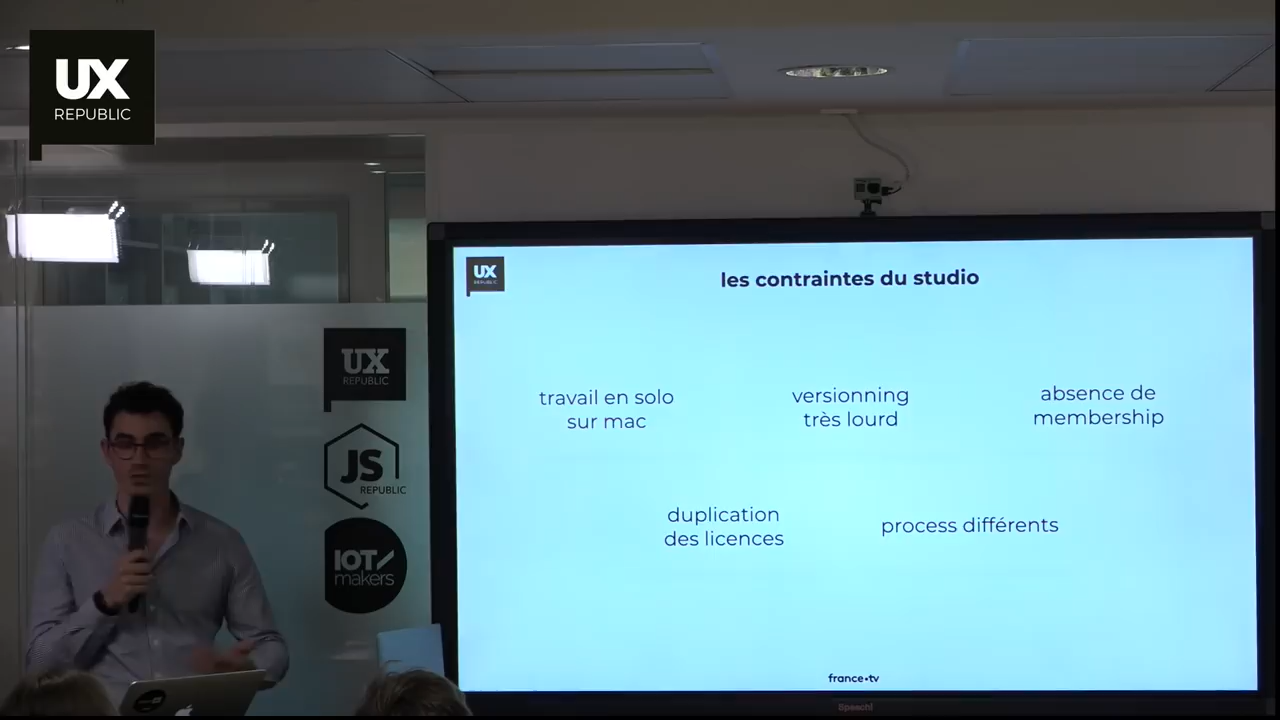 UX
REPUBLIC
UX
REPUBLIC
les contraintes du studio
travail en solo
sur mac
versionning
très lourd
absence de
membership
duplication
des licences
process différents
france•tv
UX
REPUBLIC
JS
REPUBLIC
IOT/
makers
Speechi